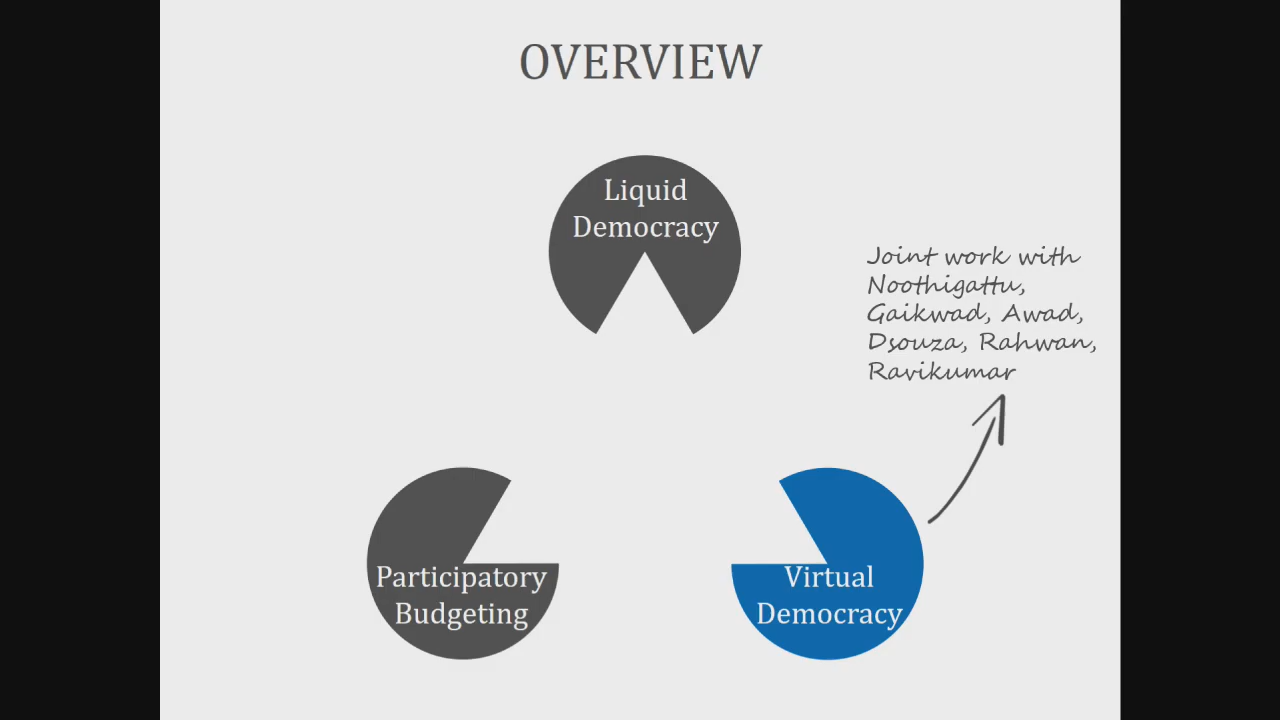 OVERVIEW
Liquid
Democracy
Joint work with
Noothigattu,
Gaikwad, Awad,
Dsouza, Rahwan,
Ravikumar
Participatory
Budgeting
Virtual
Democracy